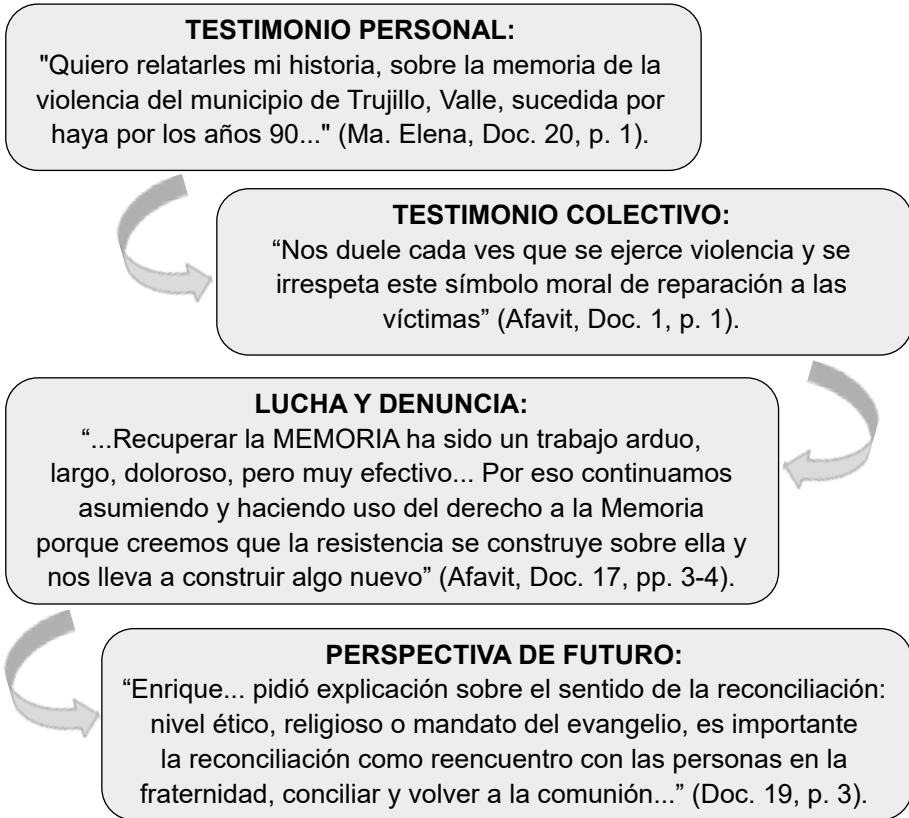 TESTIMONIO PERSONAL:
"Quiero relatarles mi historia, sobre la memoria de la
violencia del municipio de Trujillo, Valle, sucedida por
haya por los años 90..." (Ma. Elena, Doc. 20, p. 1).
TESTIMONIO COLECTIVO:
“Nos duele cada ves que se ejerce violencia y se
irrespeta este símbolo moral de reparación a las
víctimas” (Afavit, Doc. 1, p. 1).
LUCHA Y DENUNCIA:
“...Recuperar la MEMORIA ha sido un trabajo arduo,
largo, doloroso, pero muy efectivo... Por eso continuamos
asumiendo y haciendo uso del derecho a la Memoria
porque creemos que la resistencia se construye sobre ella y
nos lleva a construir algo nuevo” (Afavit, Doc. 17, pp. 3-4).
PERSPECTIVA DE FUTURO:
“Enrique... pidió explicación sobre el sentido de la reconciliación:
nivel ético, religioso o mandato del evangelio, es importante
la reconciliación como reencuentro con las personas en la
fraternidad, conciliar y volver a la comunión...” (Doc. 19, p. 3).